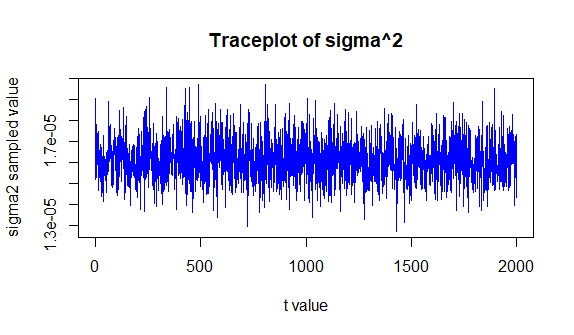 Traceplot of sigma^2
sigma2 sampled value
1.7e-05
1.3e-05
0 500 1000 1500 2000
t value